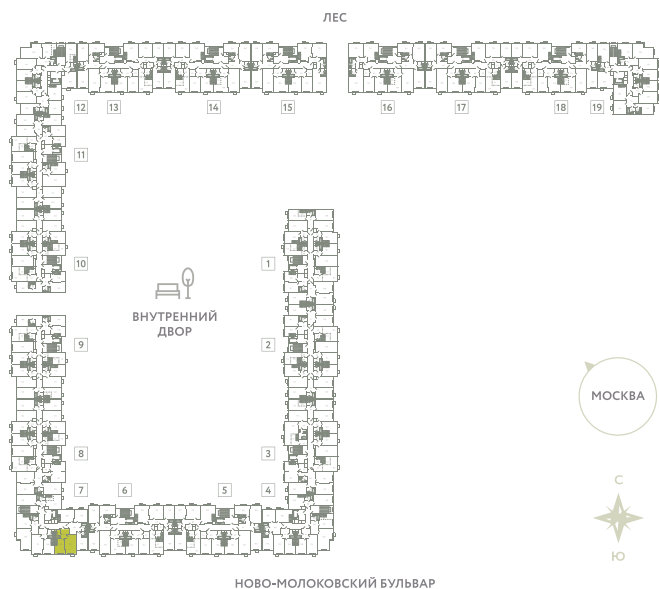 ЛЕС
12 13 14 15 16 17 18 19
11
10 1
ВНУТРЕННИЙ
ДВОР
9 2
МОСКВА
8 3
7 6 5 4
С
Ю
НОВО-МОЛОКОВСКИЙ БУЛЬВАР